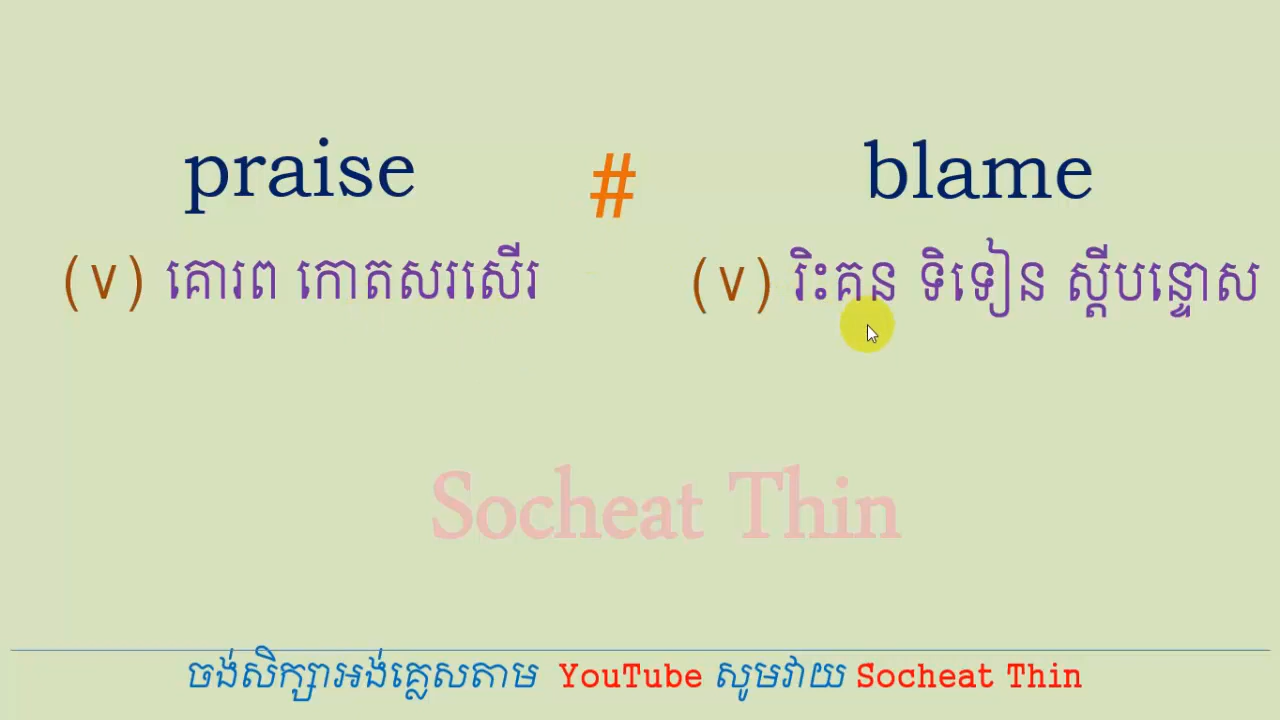 praise # blame
(v) គោរព កោតសរសើរ (v) រិះគន ទិទៀន ស្ដីបន្ទោស
Socheat Thin
ចង់សិក្សាអង់គ្លេសតាម YouTube សូមវាយ Socheat Thin